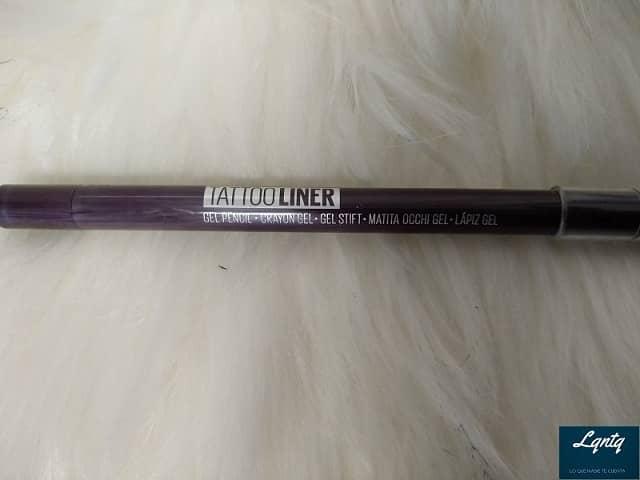 TATTOO LINER
GEL PENCIL • CRAYON GEL • GEL STIFT • MATITA OCCHI GEL • LÁPIZ GEL
Lqntq
LO QUE NADIE TE CUENTA